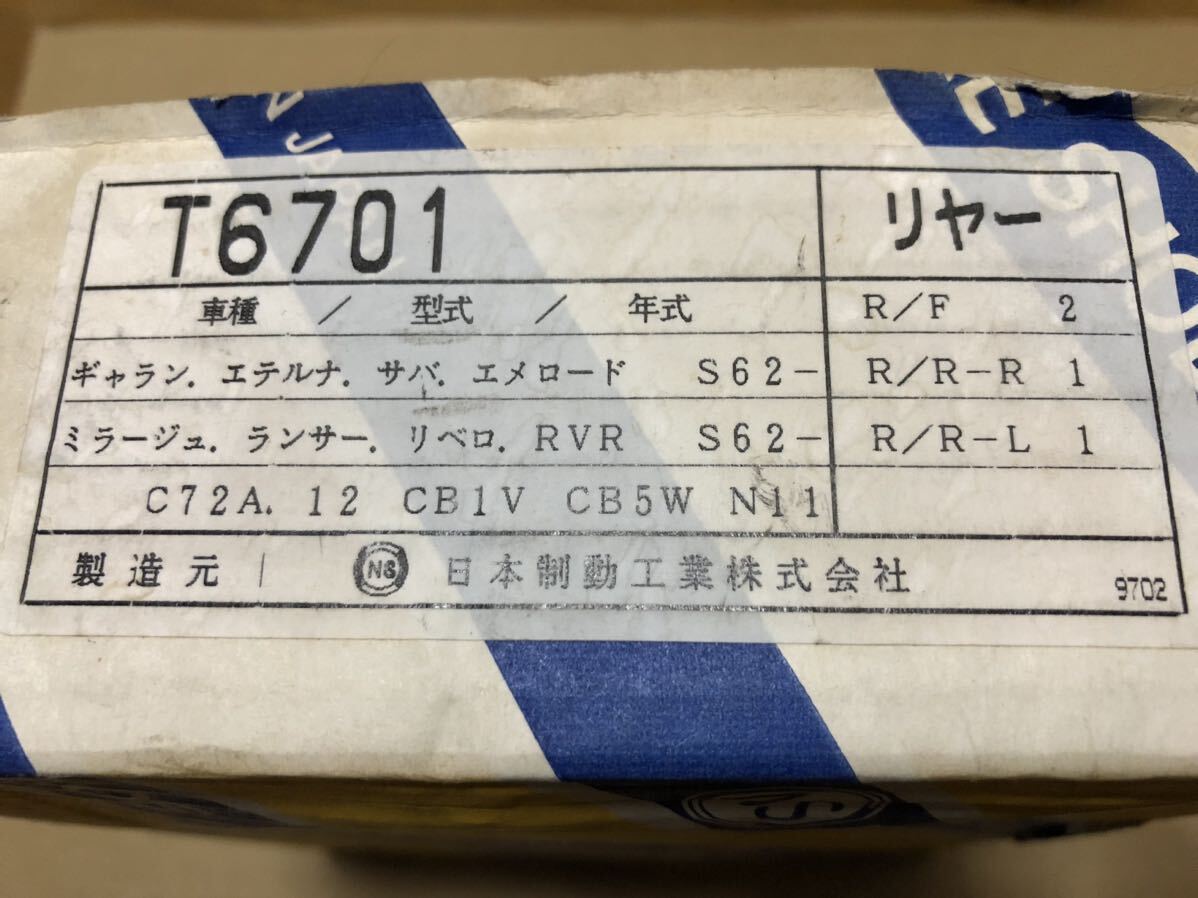 T6701 リヤー
車種 / 型式 / 年式 R/F 2
ギャラン. エテルナ. サバ. エメロード S62- R/R-R 1
ミラージュ. ランサー. リベロ. RVR S62- R/R-L 1
C72A. 12 CB1V CB5W N11
製造元 | NS 日本制動工業株式会社 9702